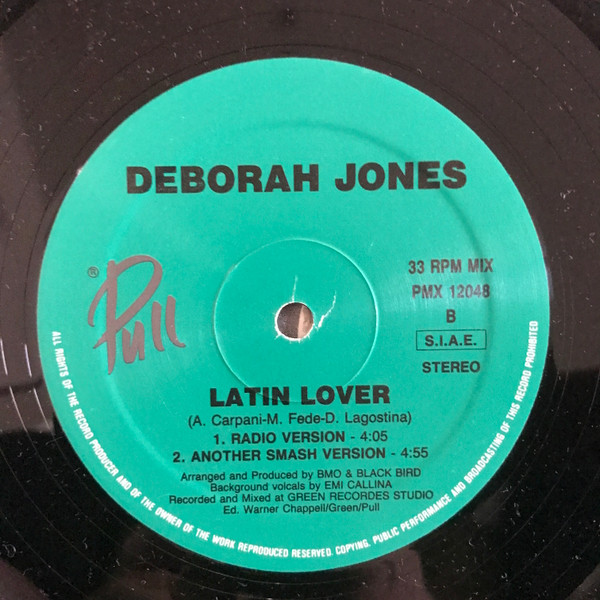 DEBORAH JONES
® Pull
33 RPM MIX
PMX 12048
B
S.I.A.E.
STEREO
LATIN LOVER
(A. Carpani-M. Fede-D. Lagostina)
1. RADIO VERSION - 4:05
2. ANOTHER SMASH VERSION - 4:55
Arranged and Produced by BMO & BLACK BIRD
Background vocals by EMI CALLINA
Recorded and Mixed at GREEN RECORDES STUDIO
Ed. Warner Chappell/Green/Pull
ALL RIGHTS OF THE RECORD PRODUCER AMD OF THE OWNER OF THE WORK REPRODUCED RESERVED. COPYING, PUBLIC PERFORMANCE AND BROADCASTING OF THIS RECORD PROHIBITED